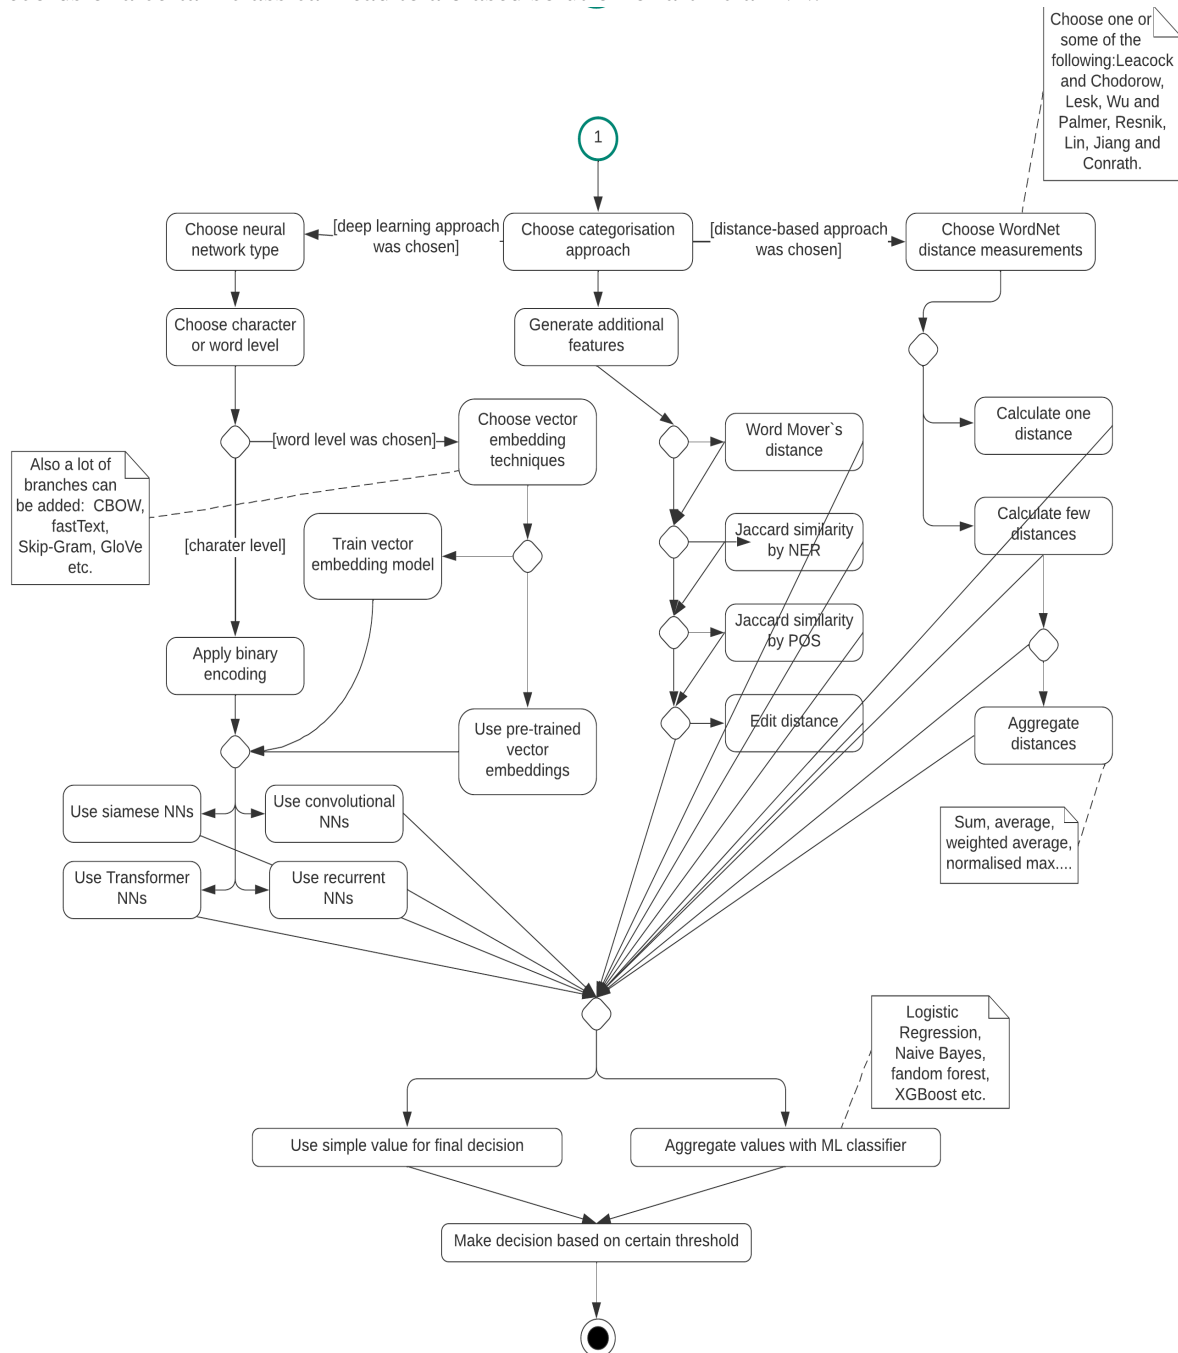 Choose one or
some of the
following:Leacock
and Chodorow,
Lesk, Wu and
Palmer, Resnik,
Lin, Jiang and
Conrath.
1
Choose neural
network type
[deep learning approach
was chosen]
Choose categorisation
approach
[distance-based approach
was chosen]
Choose WordNet
distance measurements
Choose character
or word level
Generate additional
features
[word level was chosen]
Choose vector
embedding
techniques
Word Mover`s
distance
Calculate one
distance
Also a lot of
branches can
be added:  CBOW,
fastText,
Skip-Gram, GloVe
etc.
[charater level]
Train vector
embedding model
Jaccard similarity
by NER
Calculate few
distances
Apply binary
encoding
Jaccard similarity
by POS
Use pre-trained
vector
embeddings
Edit distance
Aggregate
distances
Use siamese NNs
Use convolutional
NNs
Sum, average,
weighted average,
normalised max....
Use Transformer
NNs
Use recurrent
NNs
Logistic
Regression,
Naive Bayes,
fandom forest,
XGBoost etc.
Use simple value for final decision
Aggregate values with ML classifier
Make decision based on certain threshold